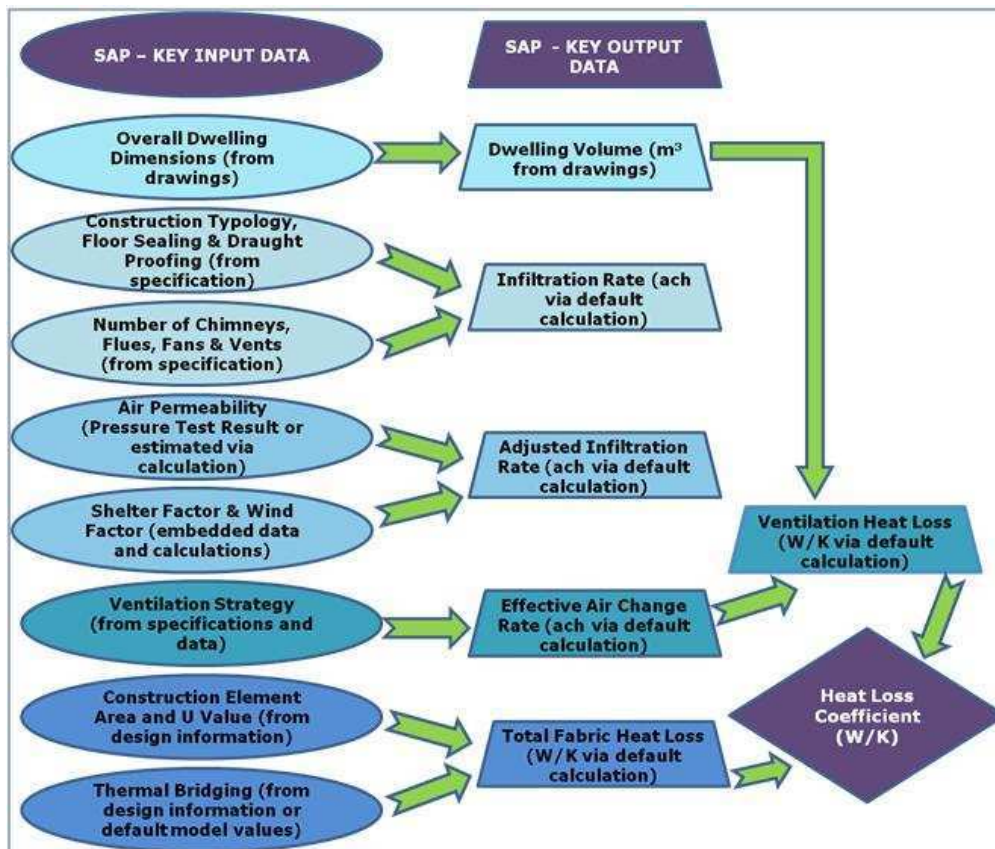 SAP – KEY INPUT DATA
SAP - KEY OUTPUT
DATA
Overall Dwelling
Dimensions (from
drawings)
Dwelling Volume (m³
from drawings)
Construction Typology,
Floor Sealing & Draught
Proofing (from
specification)
Infiltration Rate (ach
via default
calculation)
Number of Chimneys,
Flues, Fans & Vents
(from specification)
Air Permeability
(Pressure Test Result or
estimated via
calculation)
Adjusted Infiltration
Rate (ach via default
calculation)
Shelter Factor & Wind
Factor (embedded data
and calculations)
Ventilation Heat Loss
(W/K via default
calculation)
Ventilation Strategy
(from specifications and
data)
Effective Air Change
Rate (ach via default
calculation)
Construction Element
Area and U Value (from
design information)
Total Fabric Heat Loss
(W/K via default
calculation)
Heat Loss
Coefficient
(W/K)
Thermal Bridging (from
design information or
default model values)